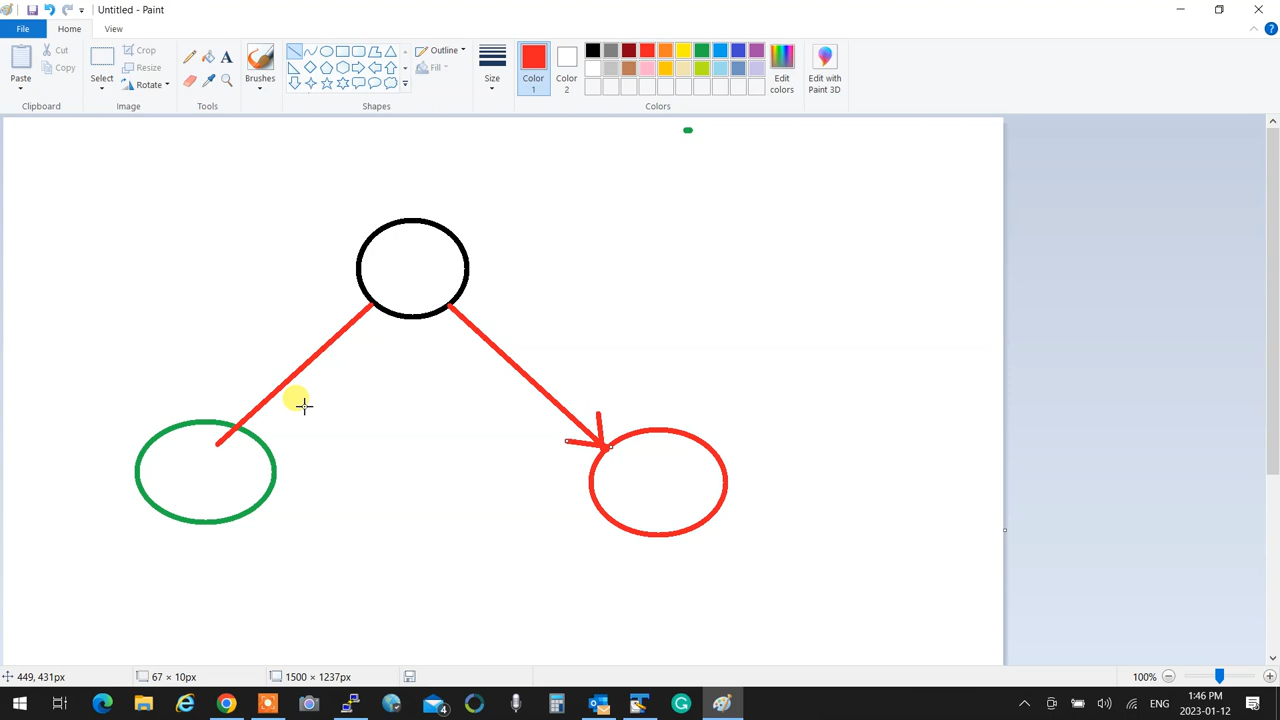 Untitled - Paint
File Home View
Paste
Cut
Copy
Clipboard
Select
Crop
Resize
Rotate
Image
A
Tools
Brushes
Shapes
Outline
Fill
Size
Color 1
Color 2
Colors
Edit colors
Edit with Paint 3D
449, 431px
67 × 10px
1500 × 1237px
100%
4
ENG
1:46 PM
2023-01-12
3